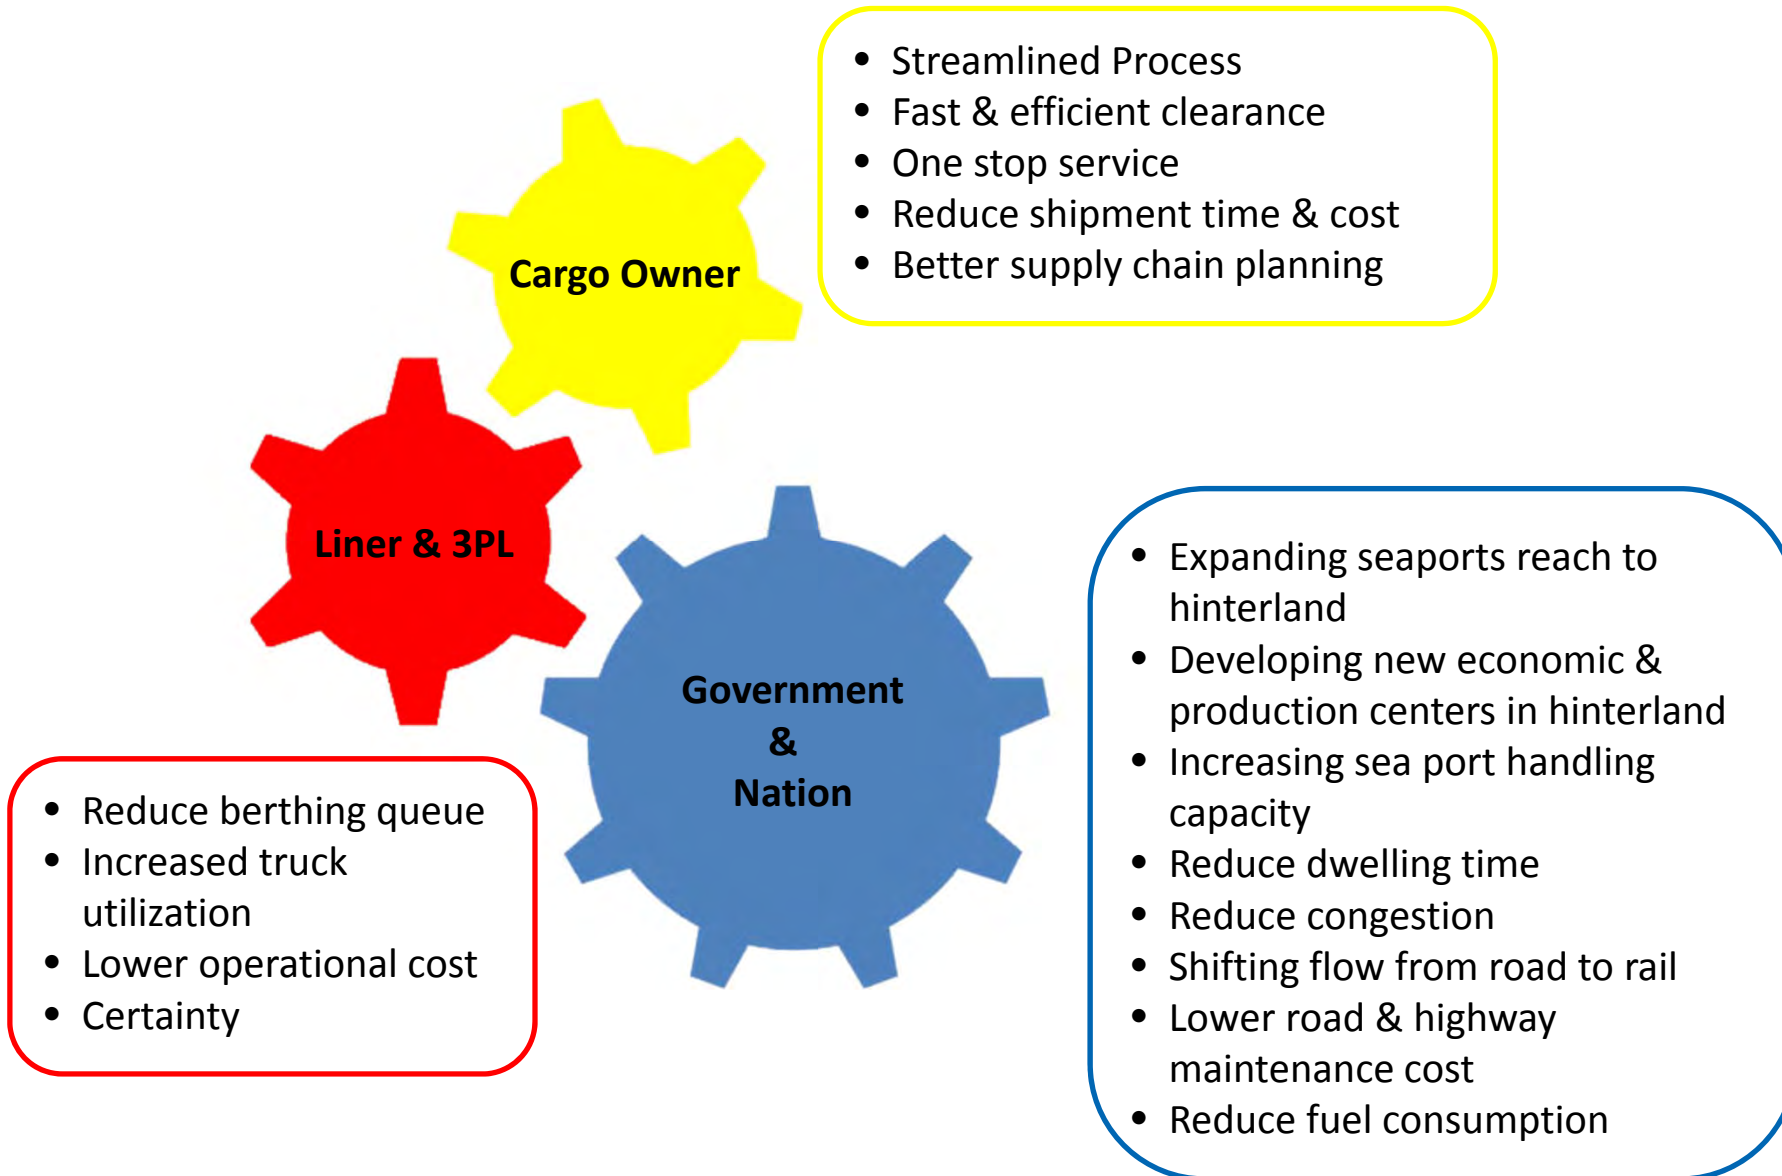 • Streamlined Process
• Fast & efficient clearance
• One stop service
• Reduce shipment time & cost
• Better supply chain planning
Cargo Owner
Liner & 3PL
Government
&
Nation
• Reduce berthing queue
• Increased truck
utilization
• Lower operational cost
• Certainty
• Expanding seaports reach to
hinterland
• Developing new economic &
production centers in hinterland
• Increasing sea port handling
capacity
• Reduce dwelling time
• Reduce congestion
• Shifting flow from road to rail
• Lower road & highway
maintenance cost
• Reduce fuel consumption